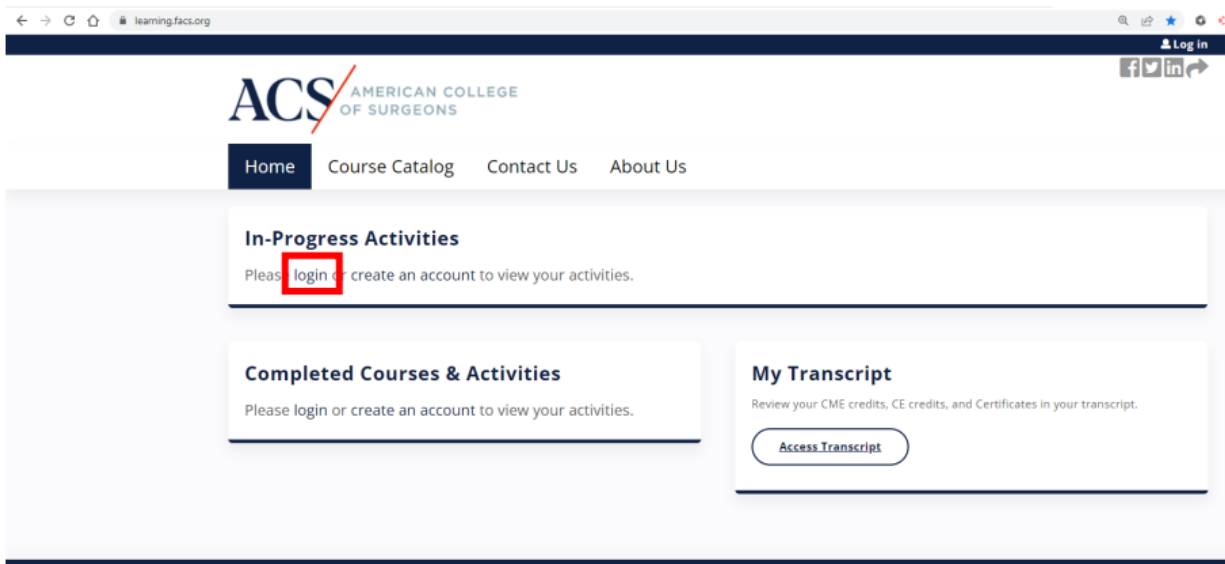 learning.facs.org
Log in
ACS AMERICAN COLLEGE
OF SURGEONS
Home Course Catalog Contact Us About Us
In-Progress Activities
Please login or create an account to view your activities.
Completed Courses & Activities
Please login or create an account to view your activities.
My Transcript
Review your CME credits, CE credits, and Certificates in your transcript.
Access Transcript